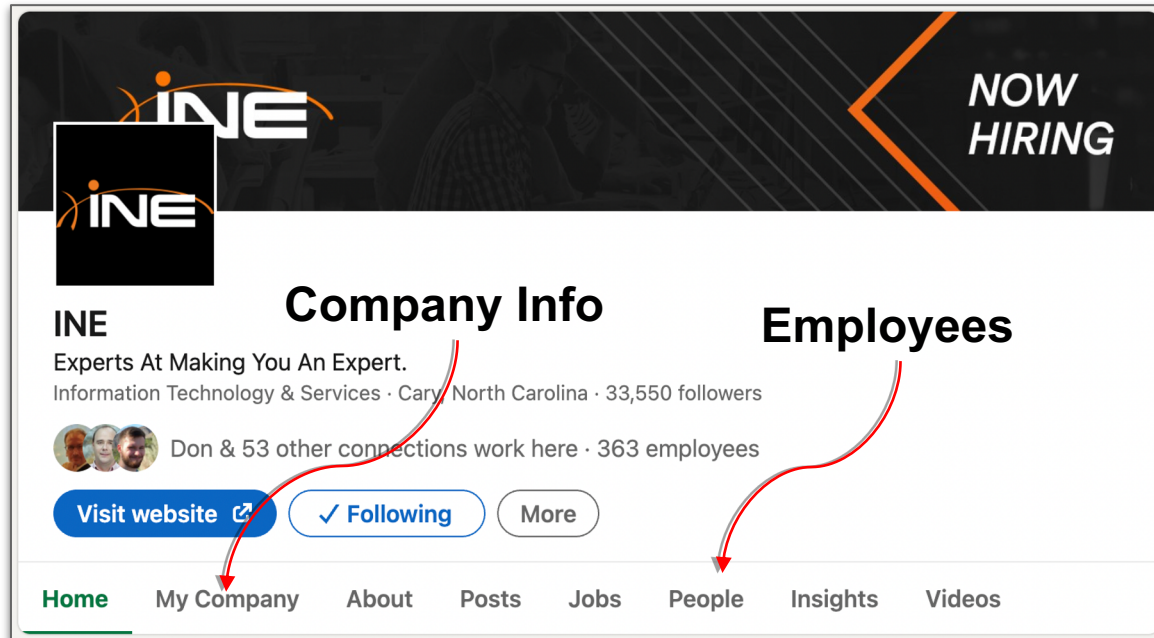 iNE
NOW
HIRING
iNE
Company Info
Employees
INE
Experts At Making You An Expert.
Information Technology & Services · Cary, North Carolina · 33,550 followers
Don & 53 other connections work here · 363 employees
Visit website
Following
More
Home
My Company
About
Posts
Jobs
People
Insights
Videos